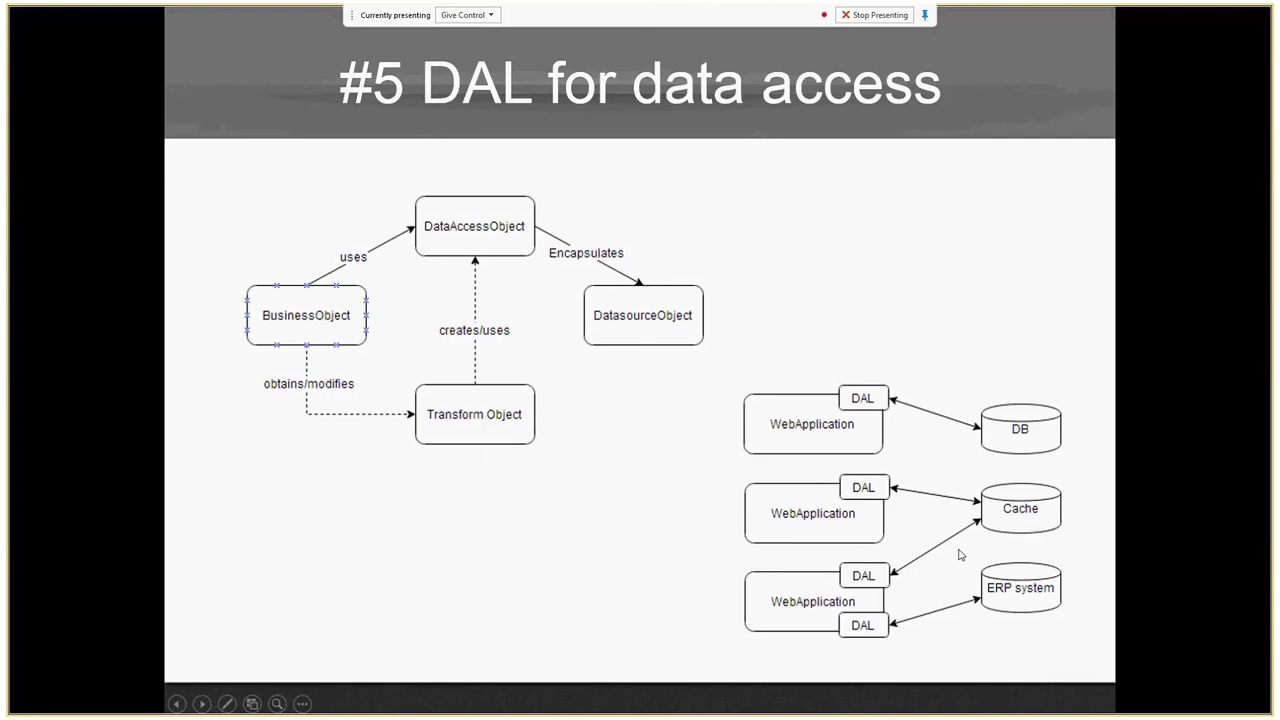 Currently presenting
Give Control
Stop Presenting
#5 DAL for data access
DataAccessObject
uses
Encapsulates
BusinessObject
DatasourceObject
creates/uses
obtains/modifies
Transform Object
DAL
WebApplication
DB
DAL
WebApplication
Cache
DAL
WebApplication
ERP system
DAL